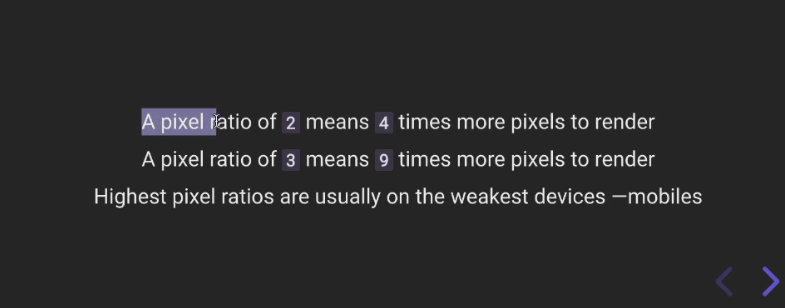 A pixel ratio of 2 means 4 times more pixels to render
A pixel ratio of 3 means 9 times more pixels to render
Highest pixel ratios are usually on the weakest devices —mobiles